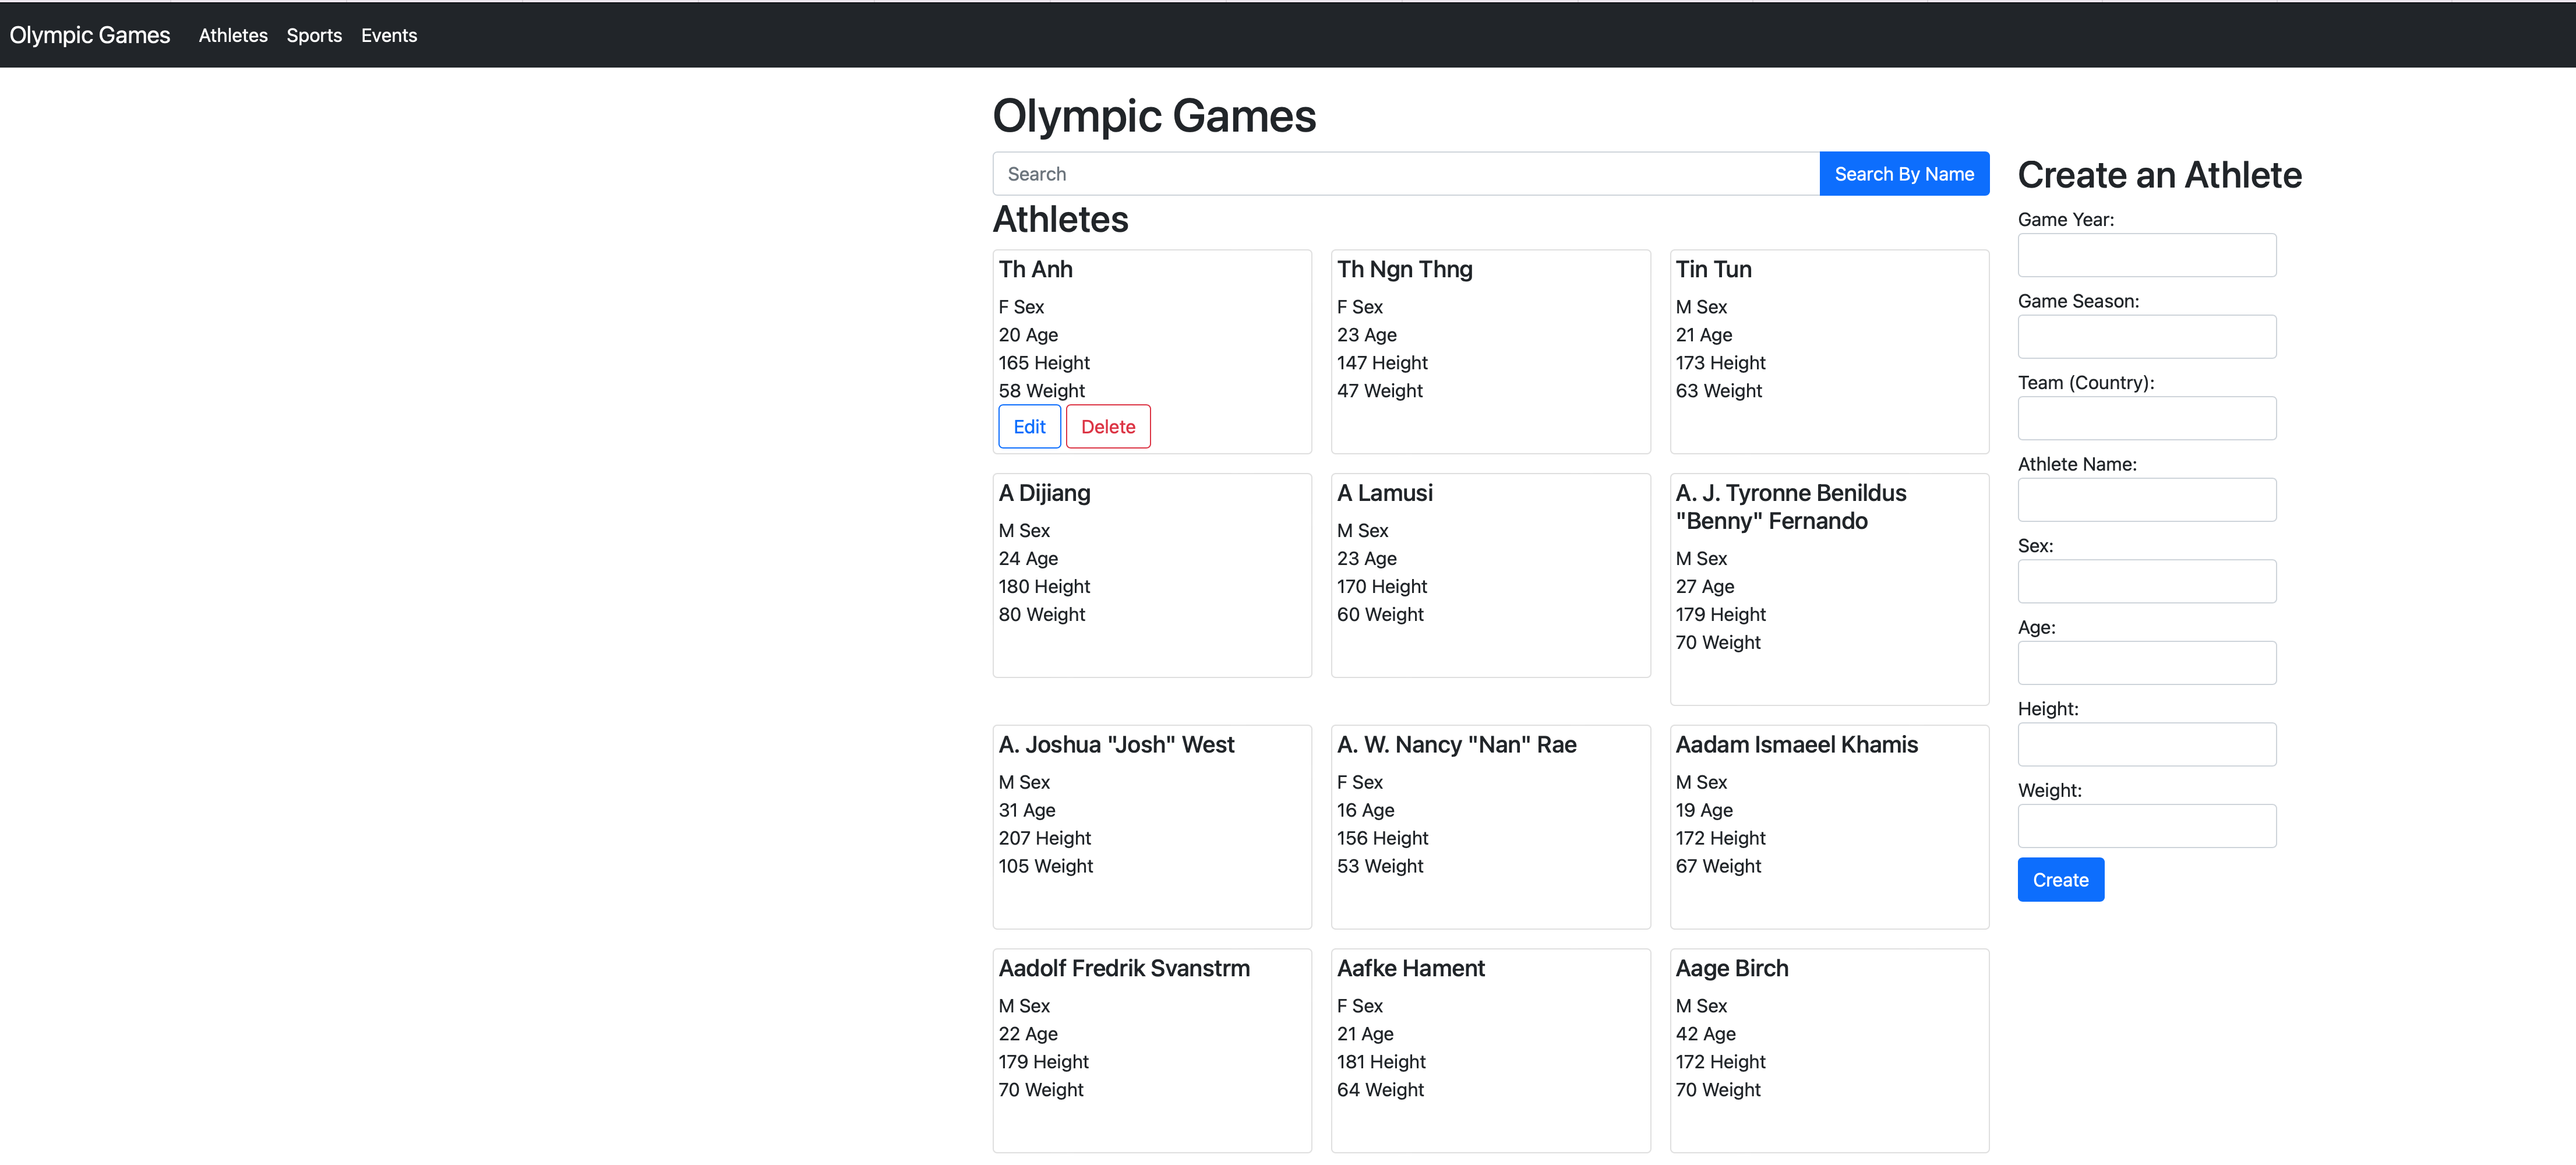 Olympic Games Athletes Sports Events
Olympic Games
Search Search By Name
Athletes
Th Anh
F Sex
20 Age
165 Height
58 Weight
Edit Delete
Th Ngn Thng
F Sex
23 Age
147 Height
47 Weight
Tin Tun
M Sex
21 Age
173 Height
63 Weight
A Dijiang
M Sex
24 Age
180 Height
80 Weight
A Lamusi
M Sex
23 Age
170 Height
60 Weight
A. J. Tyronne Benildus
"Benny" Fernando
M Sex
27 Age
179 Height
70 Weight
A. Joshua "Josh" West
M Sex
31 Age
207 Height
105 Weight
A. W. Nancy "Nan" Rae
F Sex
16 Age
156 Height
53 Weight
Aadam Ismaeel Khamis
M Sex
19 Age
172 Height
67 Weight
Aadolf Fredrik Svanstrm
M Sex
22 Age
179 Height
70 Weight
Aafke Hament
F Sex
21 Age
181 Height
64 Weight
Aage Birch
M Sex
42 Age
172 Height
70 Weight
Create an Athlete
Game Year:
Game Season:
Team (Country):
Athlete Name:
Sex:
Age:
Height:
Weight:
Create